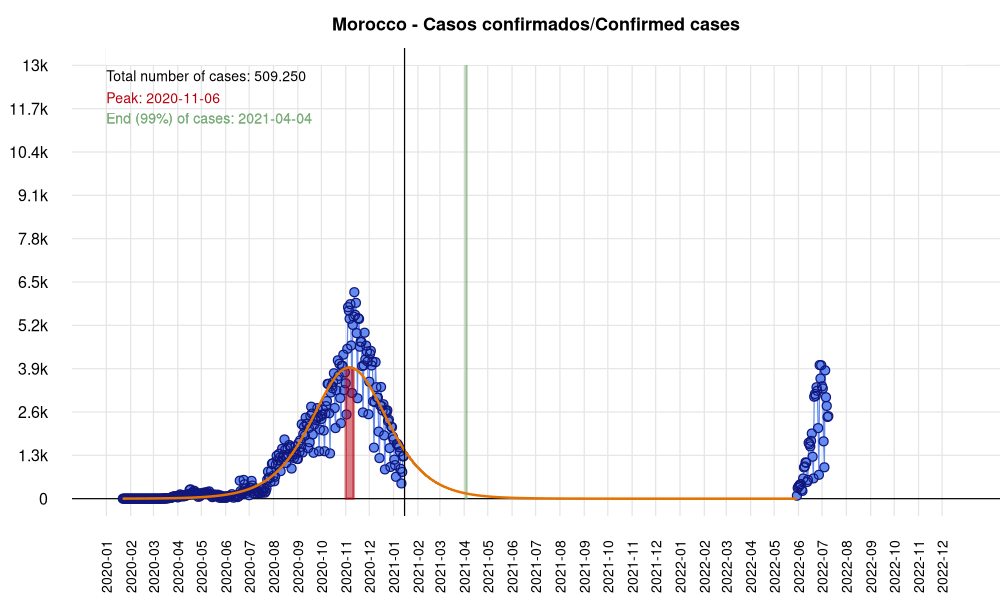 Morocco - Casos confirmados/Confirmed cases
Total number of cases: 509.250
Peak: 2020-11-06
End (99%) of cases: 2021-04-04
13k
11.7k
10.4k
9.1k
7.8k
6.5k
5.2k
3.9k
2.6k
1.3k
0
2020-01
2020-02
2020-03
2020-04
2020-05
2020-06
2020-07
2020-08
2020-09
2020-10
2020-11
2020-12
2021-01
2021-02
2021-03
2021-04
2021-05
2021-06
2021-07
2021-08
2021-09
2021-10
2021-11
2021-12
2022-01
2022-02
2022-03
2022-04
2022-05
2022-06
2022-07
2022-08
2022-09
2022-10
2022-11
2022-12